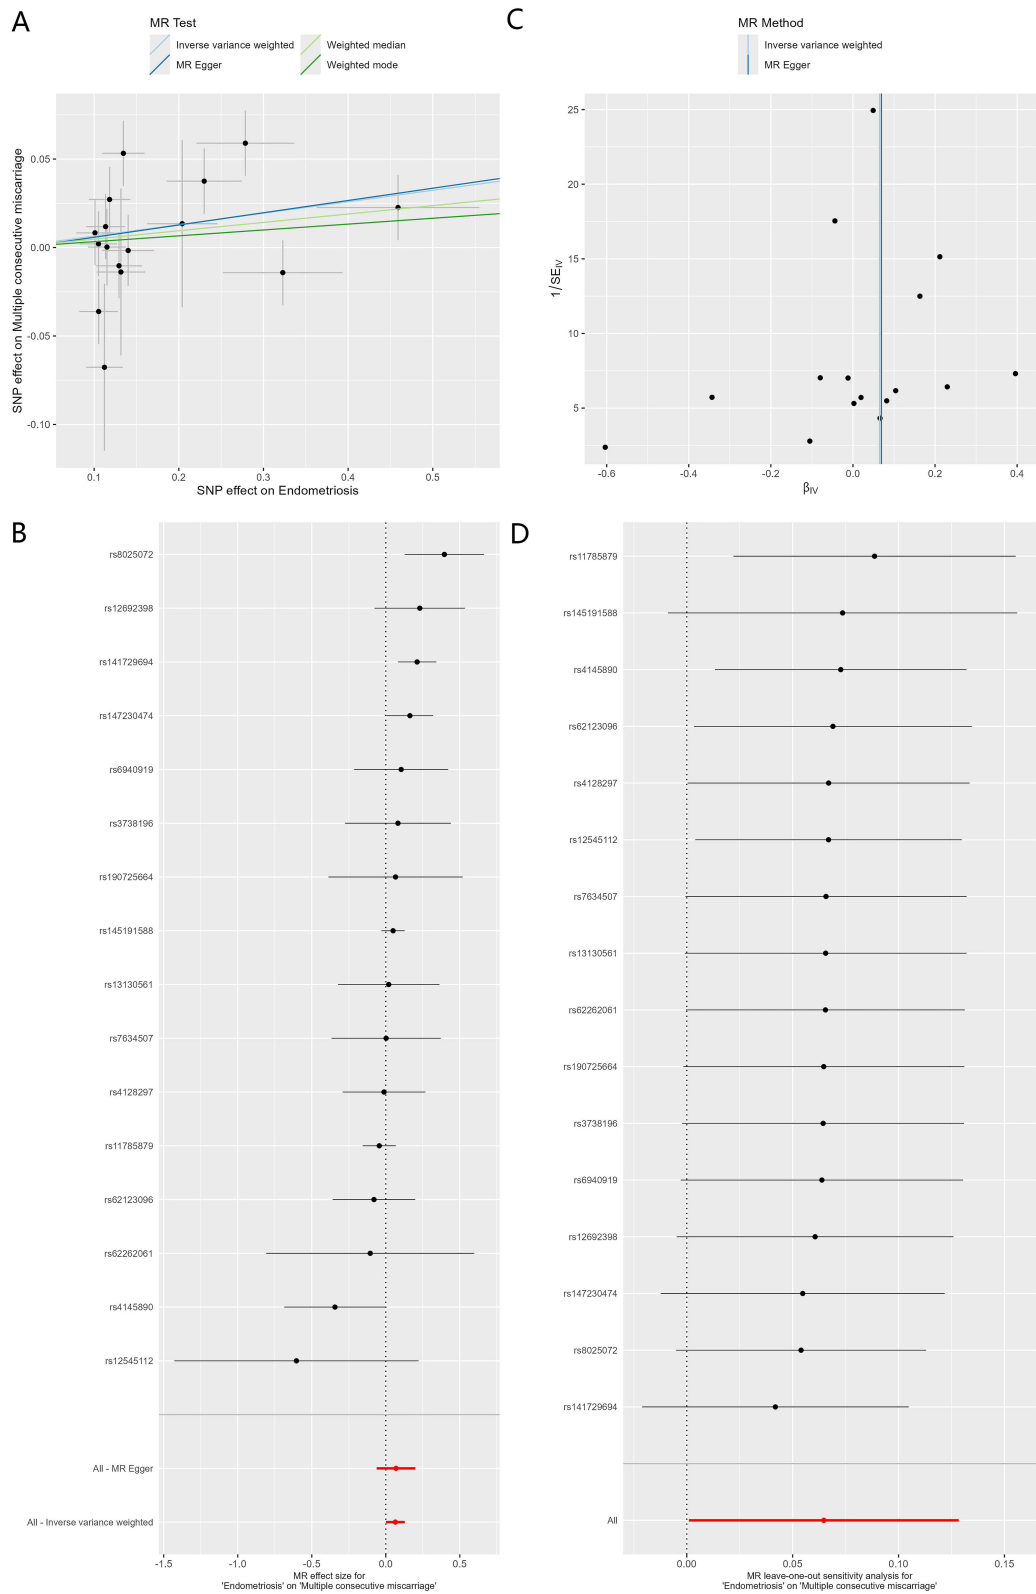 A
MR Test
Inverse variance weighted
Weighted median
MR Egger
Weighted mode
SNP effect on Multiple consecutive miscarriage
0.05
0.00
-0.05
-0.10
0.1 0.2 0.3 0.4 0.5
SNP effect on Endometriosis
C
MR Method
Inverse variance weighted
MR Egger
1/SEIV
25
20
15
10
5
-0.6 -0.4 -0.2 0.0 0.2 0.4
βIV
B
rs8025072
rs12692398
rs141729694
rs147230474
rs6940919
rs3738196
rs190725664
rs145191588
rs13130561
rs7634507
rs4128297
rs11785879
rs62123096
rs62262061
rs4145890
rs12545112
All - MR Egger
All - Inverse variance weighted
-1.5 -1.0 -0.5 0.0 0.5
MR effect size for
'Endometriosis' on 'Multiple consecutive miscarriage'
D
rs11785879
rs145191588
rs4145890
rs62123096
rs4128297
rs12545112
rs7634507
rs13130561
rs62262061
rs190725664
rs3738196
rs6940919
rs12692398
rs147230474
rs8025072
rs141729694
All
0.00 0.05 0.10 0.15
MR leave-one-out sensitivity analysis for
'Endometriosis' on 'Multiple consecutive miscarriage'